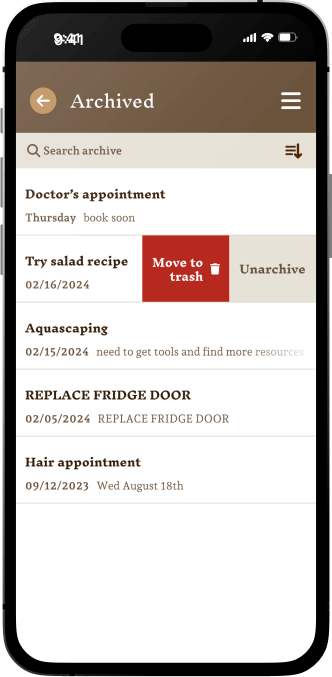 Archived
Search archive
Doctor's appointment
Thursday book soon
Try salad recipe
02/16/2024
Move to
trash
Unarchive
Aquascaping
02/15/2024 need to get tools and find more resources
REPLACE FRIDGE DOOR
02/05/2024 REPLACE FRIDGE DOOR
Hair appointment
09/12/2023 Wed August 18th